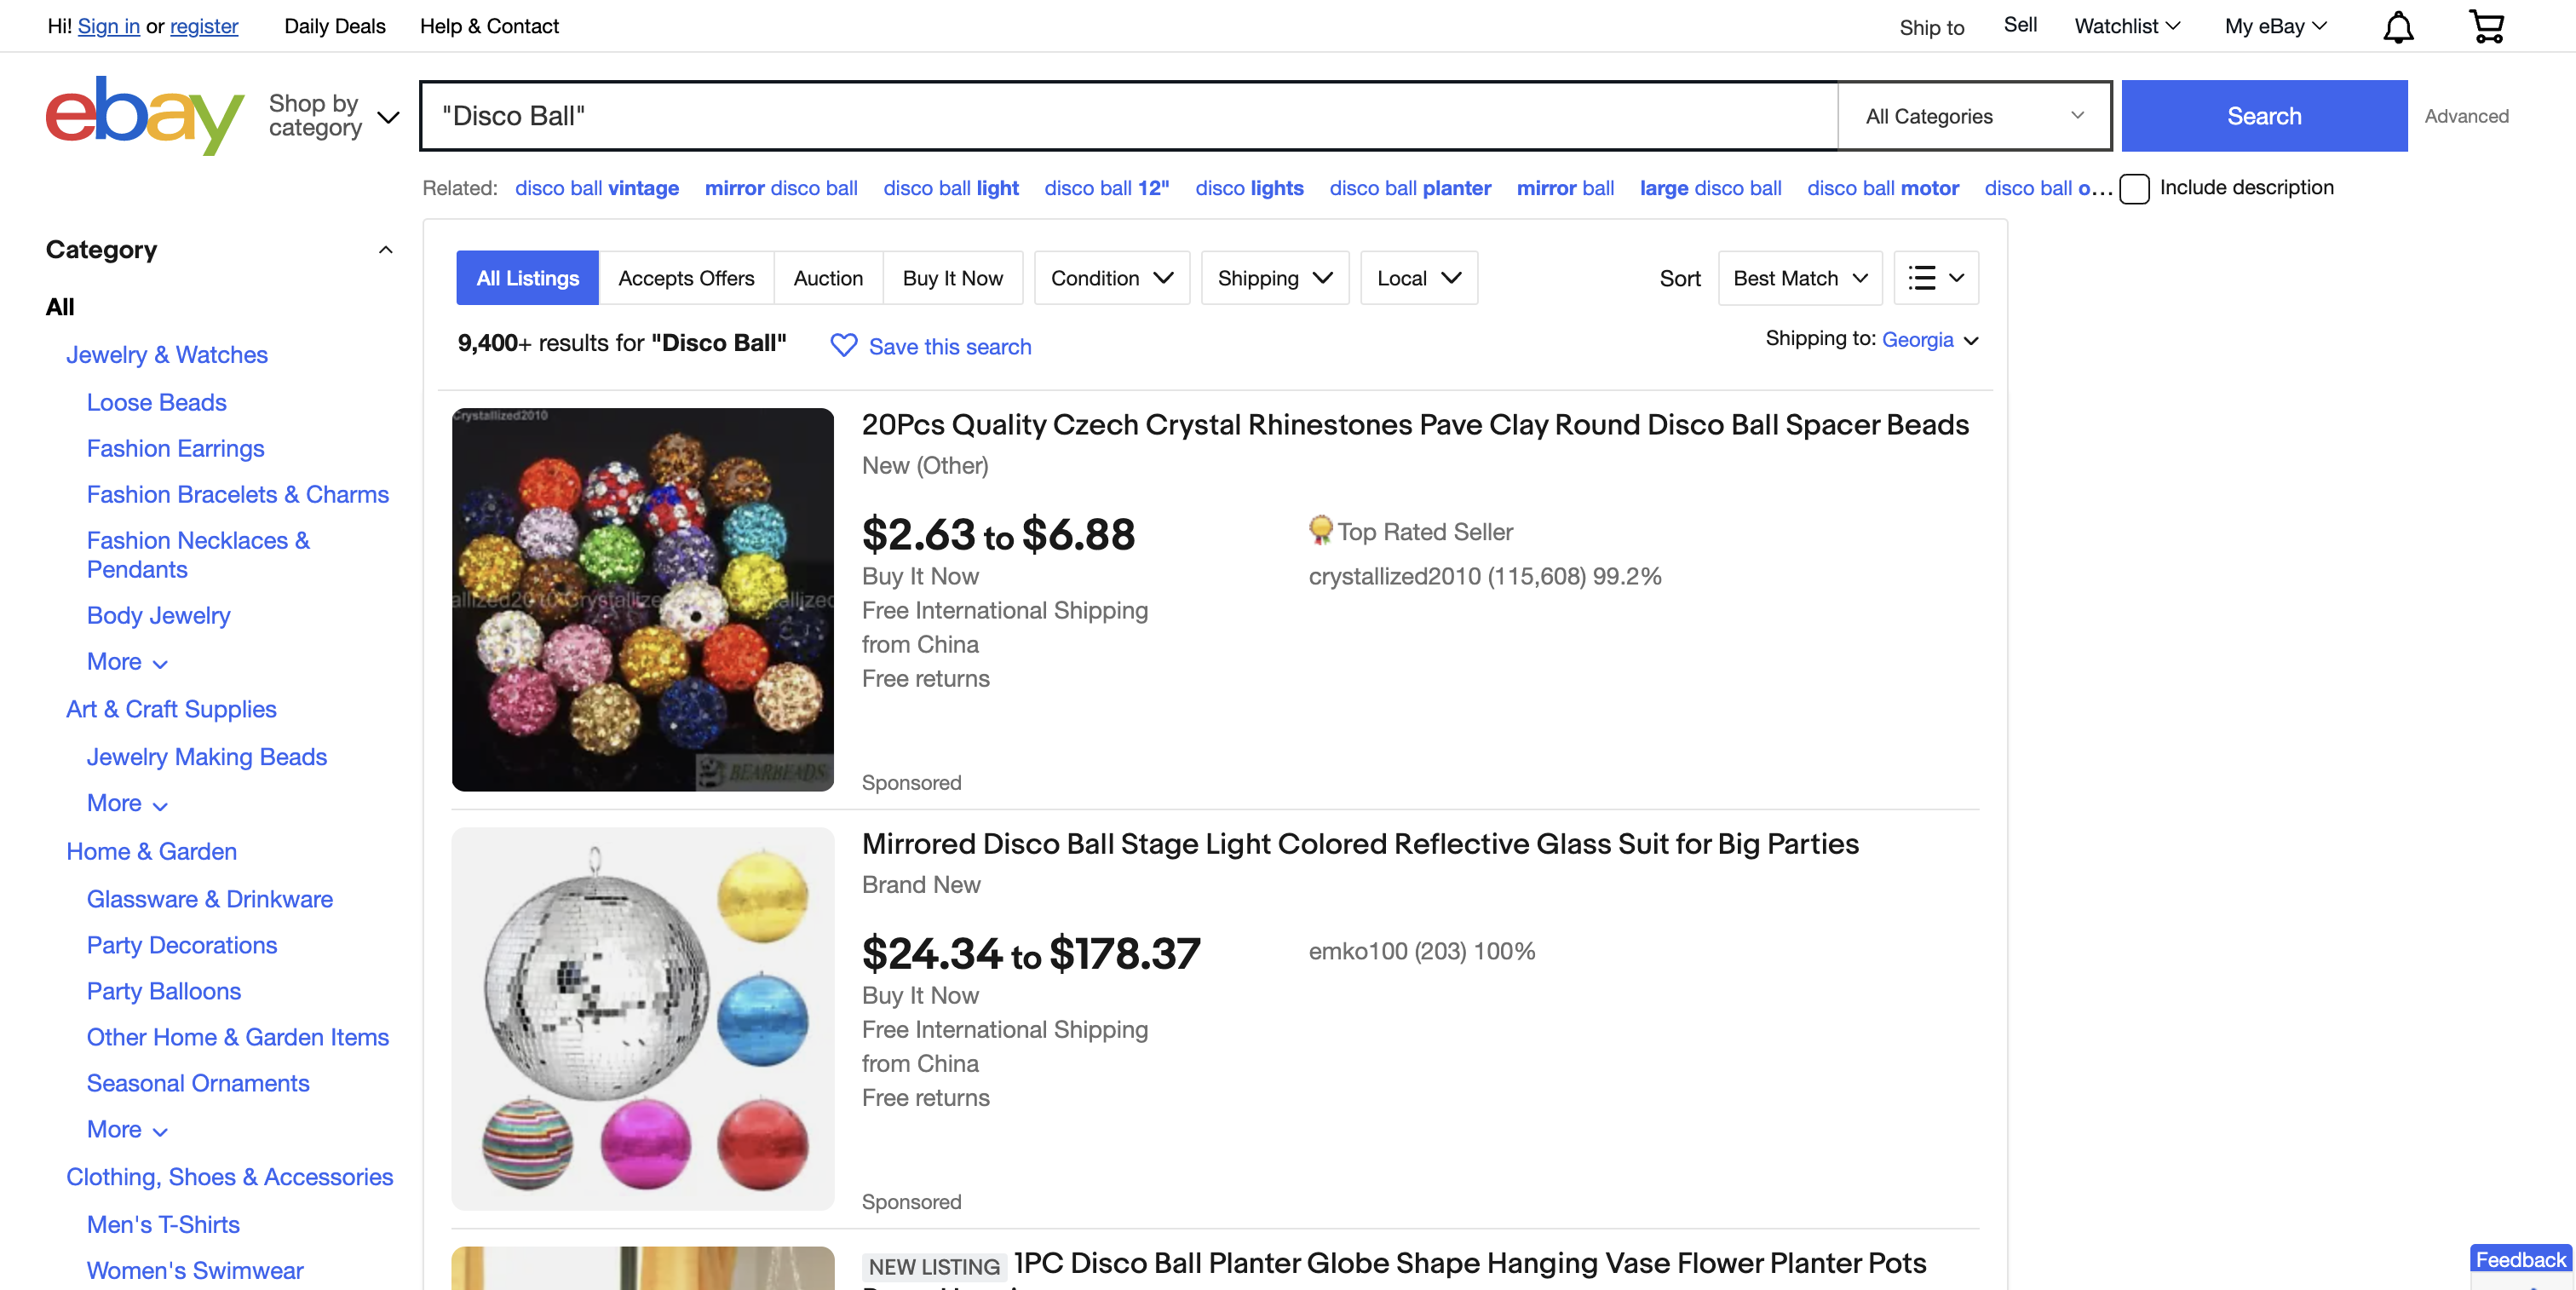 Hi! Sign in or register Daily Deals Help & Contact Ship to Sell Watchlist My eBay
ebay Shop by category "Disco Ball" All Categories Search Advanced
Related: disco ball vintage mirror disco ball disco ball light disco ball 12" disco lights disco ball planter mirror ball large disco ball disco ball motor disco ball o... Include description
Category
All
Jewelry & Watches
Loose Beads
Fashion Earrings
Fashion Bracelets & Charms
Fashion Necklaces &
Pendants
Body Jewelry
More
Art & Craft Supplies
Jewelry Making Beads
More
Home & Garden
Glassware & Drinkware
Party Decorations
Party Balloons
Other Home & Garden Items
Seasonal Ornaments
More
Clothing, Shoes & Accessories
Men's T-Shirts
Women's Swimwear
All Listings Accepts Offers Auction Buy It Now Condition Shipping Local Sort Best Match
9,400+ results for "Disco Ball" Save this search Shipping to: Georgia
Crystallized2010
BEARBEADS
20Pcs Quality Czech Crystal Rhinestones Pave Clay Round Disco Ball Spacer Beads
New (Other)
$2.63 to $6.88
Buy It Now
Free International Shipping
from China
Free returns
Top Rated Seller
crystallized2010 (115,608) 99.2%
Sponsored
Mirrored Disco Ball Stage Light Colored Reflective Glass Suit for Big Parties
Brand New
$24.34 to $178.37
Buy It Now
Free International Shipping
from China
Free returns
emko100 (203) 100%
Sponsored
NEW LISTING 1PC Disco Ball Planter Globe Shape Hanging Vase Flower Planter Pots
Feedback